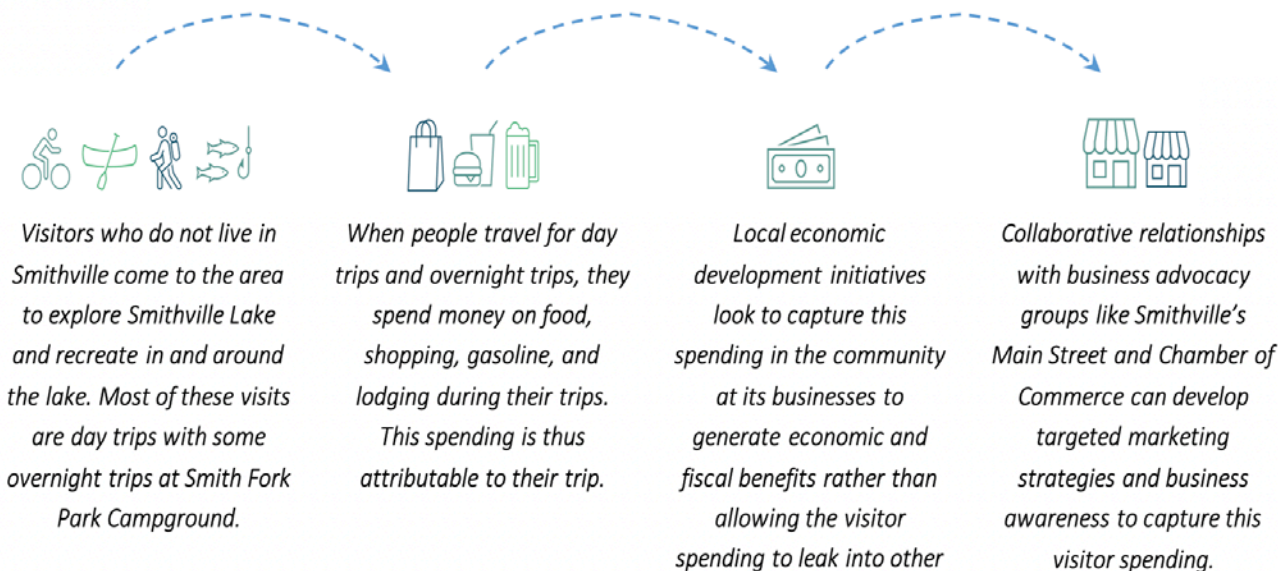 Visitors who do not live in
Smithville come to the area
to explore Smithville Lake
and recreate in and around
the lake. Most of these visits
are day trips with some
overnight trips at Smith Fork
Park Campground.
When people travel for day
trips and overnight trips, they
spend money on food,
shopping, gasoline, and
lodging during their trips.
This spending is thus
attributable to their trip.
Local economic
development initiatives
look to capture this
spending in the community
at its businesses to
generate economic and
fiscal benefits rather than
allowing the visitor
spending to leak into other
Collaborative relationships
with business advocacy
groups like Smithville's
Main Street and Chamber of
Commerce can develop
targeted marketing
strategies and business
awareness to capture this
visitor spending.